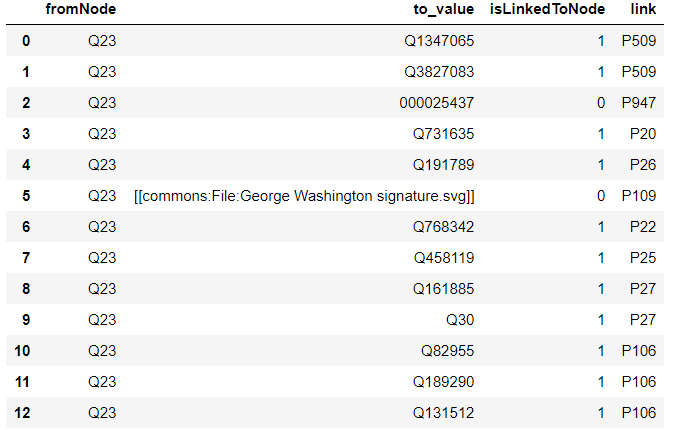 fromNode to_value isLinkedToNode link
0 Q23 Q1347065 1 P509
1 Q23 Q3827083 1 P509
2 Q23 000025437 0 P947
3 Q23 Q731635 1 P20
4 Q23 Q191789 1 P26
5 Q23 [[commons:File:George Washington signature.svg]] 0 P109
6 Q23 Q768342 1 P22
7 Q23 Q458119 1 P25
8 Q23 Q161885 1 P27
9 Q23 Q30 1 P27
10 Q23 Q82955 1 P106
11 Q23 Q189290 1 P106
12 Q23 Q131512 1 P106